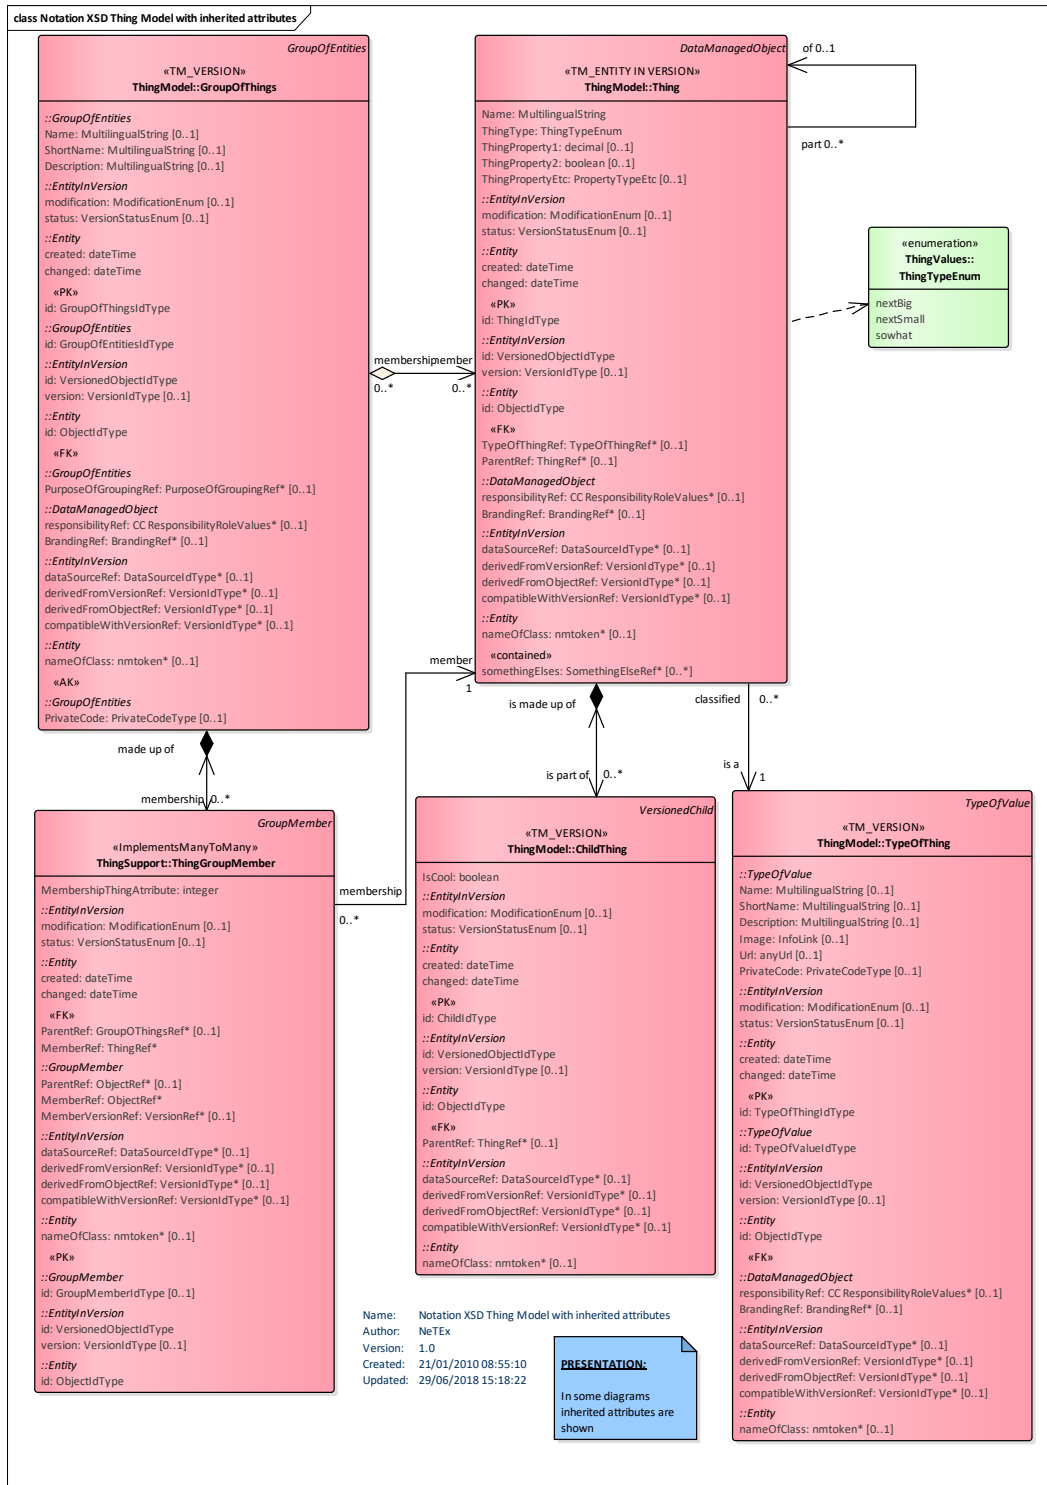 class Notation XSD Thing Model with inherited attributes
GroupOfEntities
«TM_VERSION»
ThingModel::GroupOfThings
::GroupOfEntities
Name: MultilingualString [0..1]
ShortName: MultilingualString [0..1]
Description: MultilingualString [0..1]
::EntityInVersion
modification: ModificationEnum [0..1]
status: VersionStatusEnum [0..1]
::Entity
created: dateTime
changed: dateTime
«PK»
id: GroupOfThingsIdType
::GroupOfEntities
id: GroupOfEntitiesIdType
::EntityInVersion
id: VersionedObjectIdType
version: VersionIdType [0..1]
::Entity
id: ObjectIdType
«FK»
::GroupOfEntities
PurposeOfGroupingRef: PurposeOfGroupingRef* [0..1]
::DataManagedObject
responsibilityRef: CC ResponsibilityRoleValues* [0..1]
BrandingRef: BrandingRef* [0..1]
::EntityInVersion
dataSourceRef: DataSourceIdType* [0..1]
derivedFromVersionRef: VersionIdType* [0..1]
derivedFromObjectRef: VersionIdType* [0..1]
compatibleWithVersionRef: VersionIdType* [0..1]
::Entity
nameOfClass: nmtoken* [0..1]
«AK»
::GroupOfEntities
PrivateCode: PrivateCodeType [0..1]
DataManagedObject
«TM_ENTITY IN VERSION»
ThingModel::Thing
Name: MultilingualString
ThingType: ThingTypeEnum
ThingProperty1: decimal [0..1]
ThingProperty2: boolean [0..1]
ThingPropertyEtc: PropertyTypeEtc [0..1]
::EntityInVersion
modification: ModificationEnum [0..1]
status: VersionStatusEnum [0..1]
::Entity
created: dateTime
changed: dateTime
«PK»
id: ThingIdType
::EntityInVersion
id: VersionedObjectIdType
version: VersionIdType [0..1]
::Entity
id: ObjectIdType
«FK»
TypeOfThingRef: TypeOfThingRef* [0..1]
ParentRef: ThingRef* [0..1]
::DataManagedObject
responsibilityRef: CC ResponsibilityRoleValues* [0..1]
BrandingRef: BrandingRef* [0..1]
::EntityInVersion
dataSourceRef: DataSourceIdType* [0..1]
derivedFromVersionRef: VersionIdType* [0..1]
derivedFromObjectRef: VersionIdType* [0..1]
compatibleWithVersionRef: VersionIdType* [0..1]
::Entity
nameOfClass: nmtoken* [0..1]
«contained»
somethingElses: SomethingElseRef* [0..*]
of 0..1
part 0..*
«enumeration»
ThingValues::
ThingTypeEnum
nextBig
nextSmall
sowhat
membership
member
0..*
0..*
member
1
made up of
membership 0..*
is made up of
is part of 0..*
classified 0..*
is a 1
membership
0..*
GroupMember
«ImplementsManyToMany»
ThingSupport::ThingGroupMember
MembershipThingAtrribute: integer
::EntityInVersion
modification: ModificationEnum [0..1]
status: VersionStatusEnum [0..1]
::Entity
created: dateTime
changed: dateTime
«FK»
ParentRef: GroupOThingsRef* [0..1]
MemberRef: ThingRef*
::GroupMember
ParentRef: ObjectRef* [0..1]
MemberRef: ObjectRef*
MemberVersionRef: VersionRef* [0..1]
::EntityInVersion
dataSourceRef: DataSourceIdType* [0..1]
derivedFromVersionRef: VersionIdType* [0..1]
derivedFromObjectRef: VersionIdType* [0..1]
compatibleWithVersionRef: VersionIdType* [0..1]
::Entity
nameOfClass: nmtoken* [0..1]
«PK»
::GroupMember
id: GroupMemberIdType [0..1]
::EntityInVersion
id: VersionedObjectIdType
version: VersionIdType [0..1]
::Entity
id: ObjectIdType
VersionedChild
«TM_VERSION»
ThingModel::ChildThing
IsCool: boolean
::EntityInVersion
modification: ModificationEnum [0..1]
status: VersionStatusEnum [0..1]
::Entity
created: dateTime
changed: dateTime
«PK»
id: ChildIdType
::EntityInVersion
id: VersionedObjectIdType
version: VersionIdType [0..1]
::Entity
id: ObjectIdType
«FK»
ParentRef: ThingRef* [0..1]
::EntityInVersion
dataSourceRef: DataSourceIdType* [0..1]
derivedFromVersionRef: VersionIdType* [0..1]
derivedFromObjectRef: VersionIdType* [0..1]
compatibleWithVersionRef: VersionIdType* [0..1]
::Entity
nameOfClass: nmtoken* [0..1]
TypeOfValue
«TM_VERSION»
ThingModel::TypeOfThing
::TypeOfValue
Name: MultilingualString [0..1]
ShortName: MultilingualString [0..1]
Description: MultilingualString [0..1]
Image: InfoLink [0..1]
Url: anyUrl [0..1]
PrivateCode: PrivateCodeType [0..1]
::EntityInVersion
modification: ModificationEnum [0..1]
status: VersionStatusEnum [0..1]
::Entity
created: dateTime
changed: dateTime
«PK»
id: TypeOfThingIdType
::TypeOfValue
id: TypeOfValueIdType
::EntityInVersion
id: VersionedObjectIdType
version: VersionIdType [0..1]
::Entity
id: ObjectIdType
«FK»
::DataManagedObject
responsibilityRef: CC ResponsibilityRoleValues* [0..1]
BrandingRef: BrandingRef* [0..1]
::EntityInVersion
dataSourceRef: DataSourceIdType* [0..1]
derivedFromVersionRef: VersionIdType* [0..1]
derivedFromObjectRef: VersionIdType* [0..1]
compatibleWithVersionRef: VersionIdType* [0..1]
::Entity
nameOfClass: nmtoken* [0..1]
Name: Notation XSD Thing Model with inherited attributes
Author: NeTEx
Version: 1.0
Created: 21/01/2010 08:55:10
Updated: 29/06/2018 15:18:22
PRESENTATION:
In some diagrams
inherited attributes are
shown